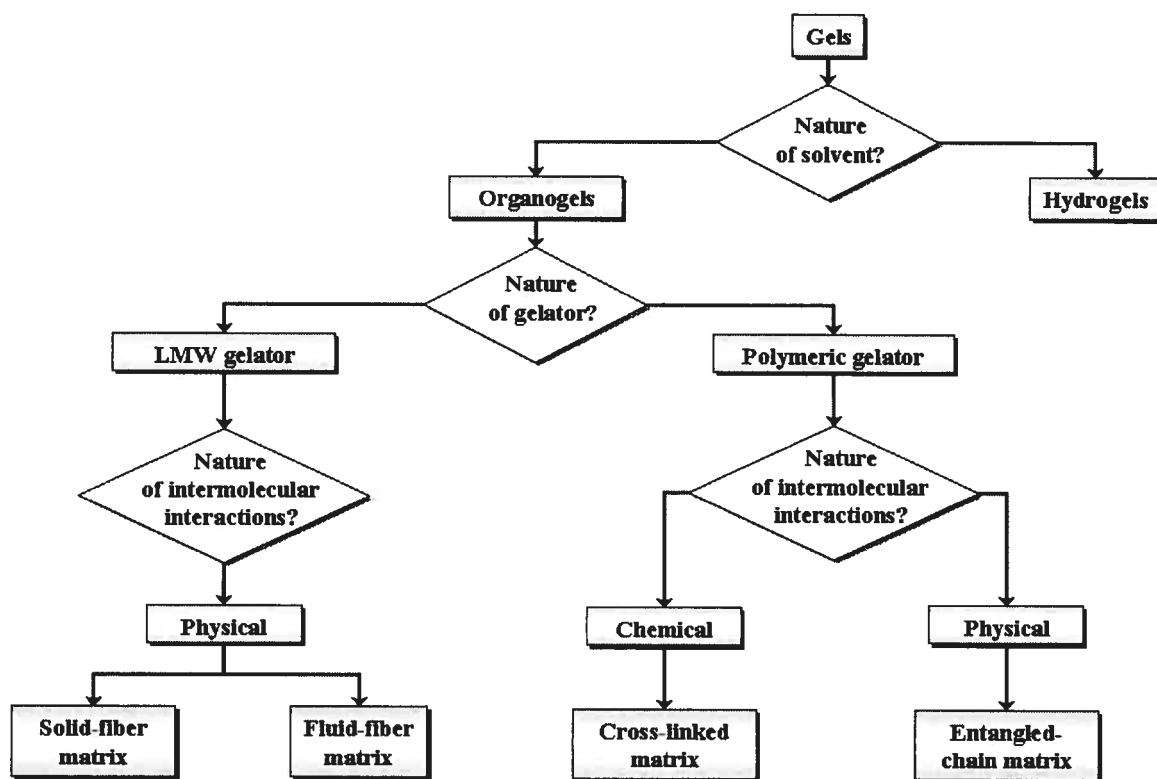 Gels
Nature
of solvent?
Organogels
Hydrogels
Nature
of gelator?
LMW gelator
Polymeric gelator
Nature
of intermolecular
interactions?
Nature
of intermolecular
interactions?
Physical
Chemical
Physical
Solid-fiber
matrix
Fluid-fiber
matrix
Cross-linked
matrix
Entangled-
chain matrix